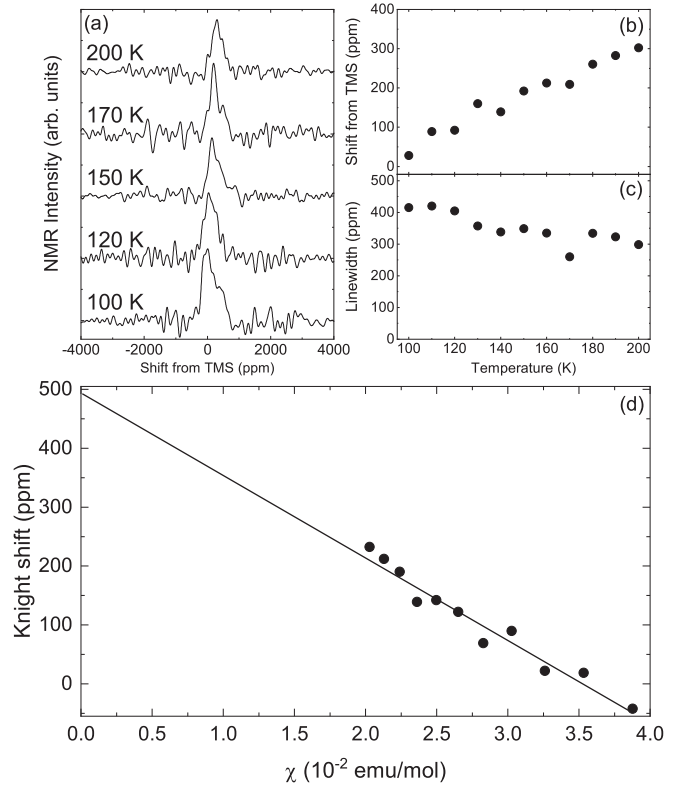 (a)
200 K
170 K
150 K
120 K
100 K
NMR Intensity (arb. units)
-4000 -2000 0 2000 4000
Shift from TMS (ppm)
(b)
400
300
200
100
0
Shift from TMS (ppm)
(c)
500
400
300
200
100
0
Linewidth (ppm)
100 120 140 160 180 200
Temperature (K)
(d)
500
400
300
200
100
0
Knight shift (ppm)
0.0 0.5 1.0 1.5 2.0 2.5 3.0 3.5 4.0
χ (10⁻² emu/mol)